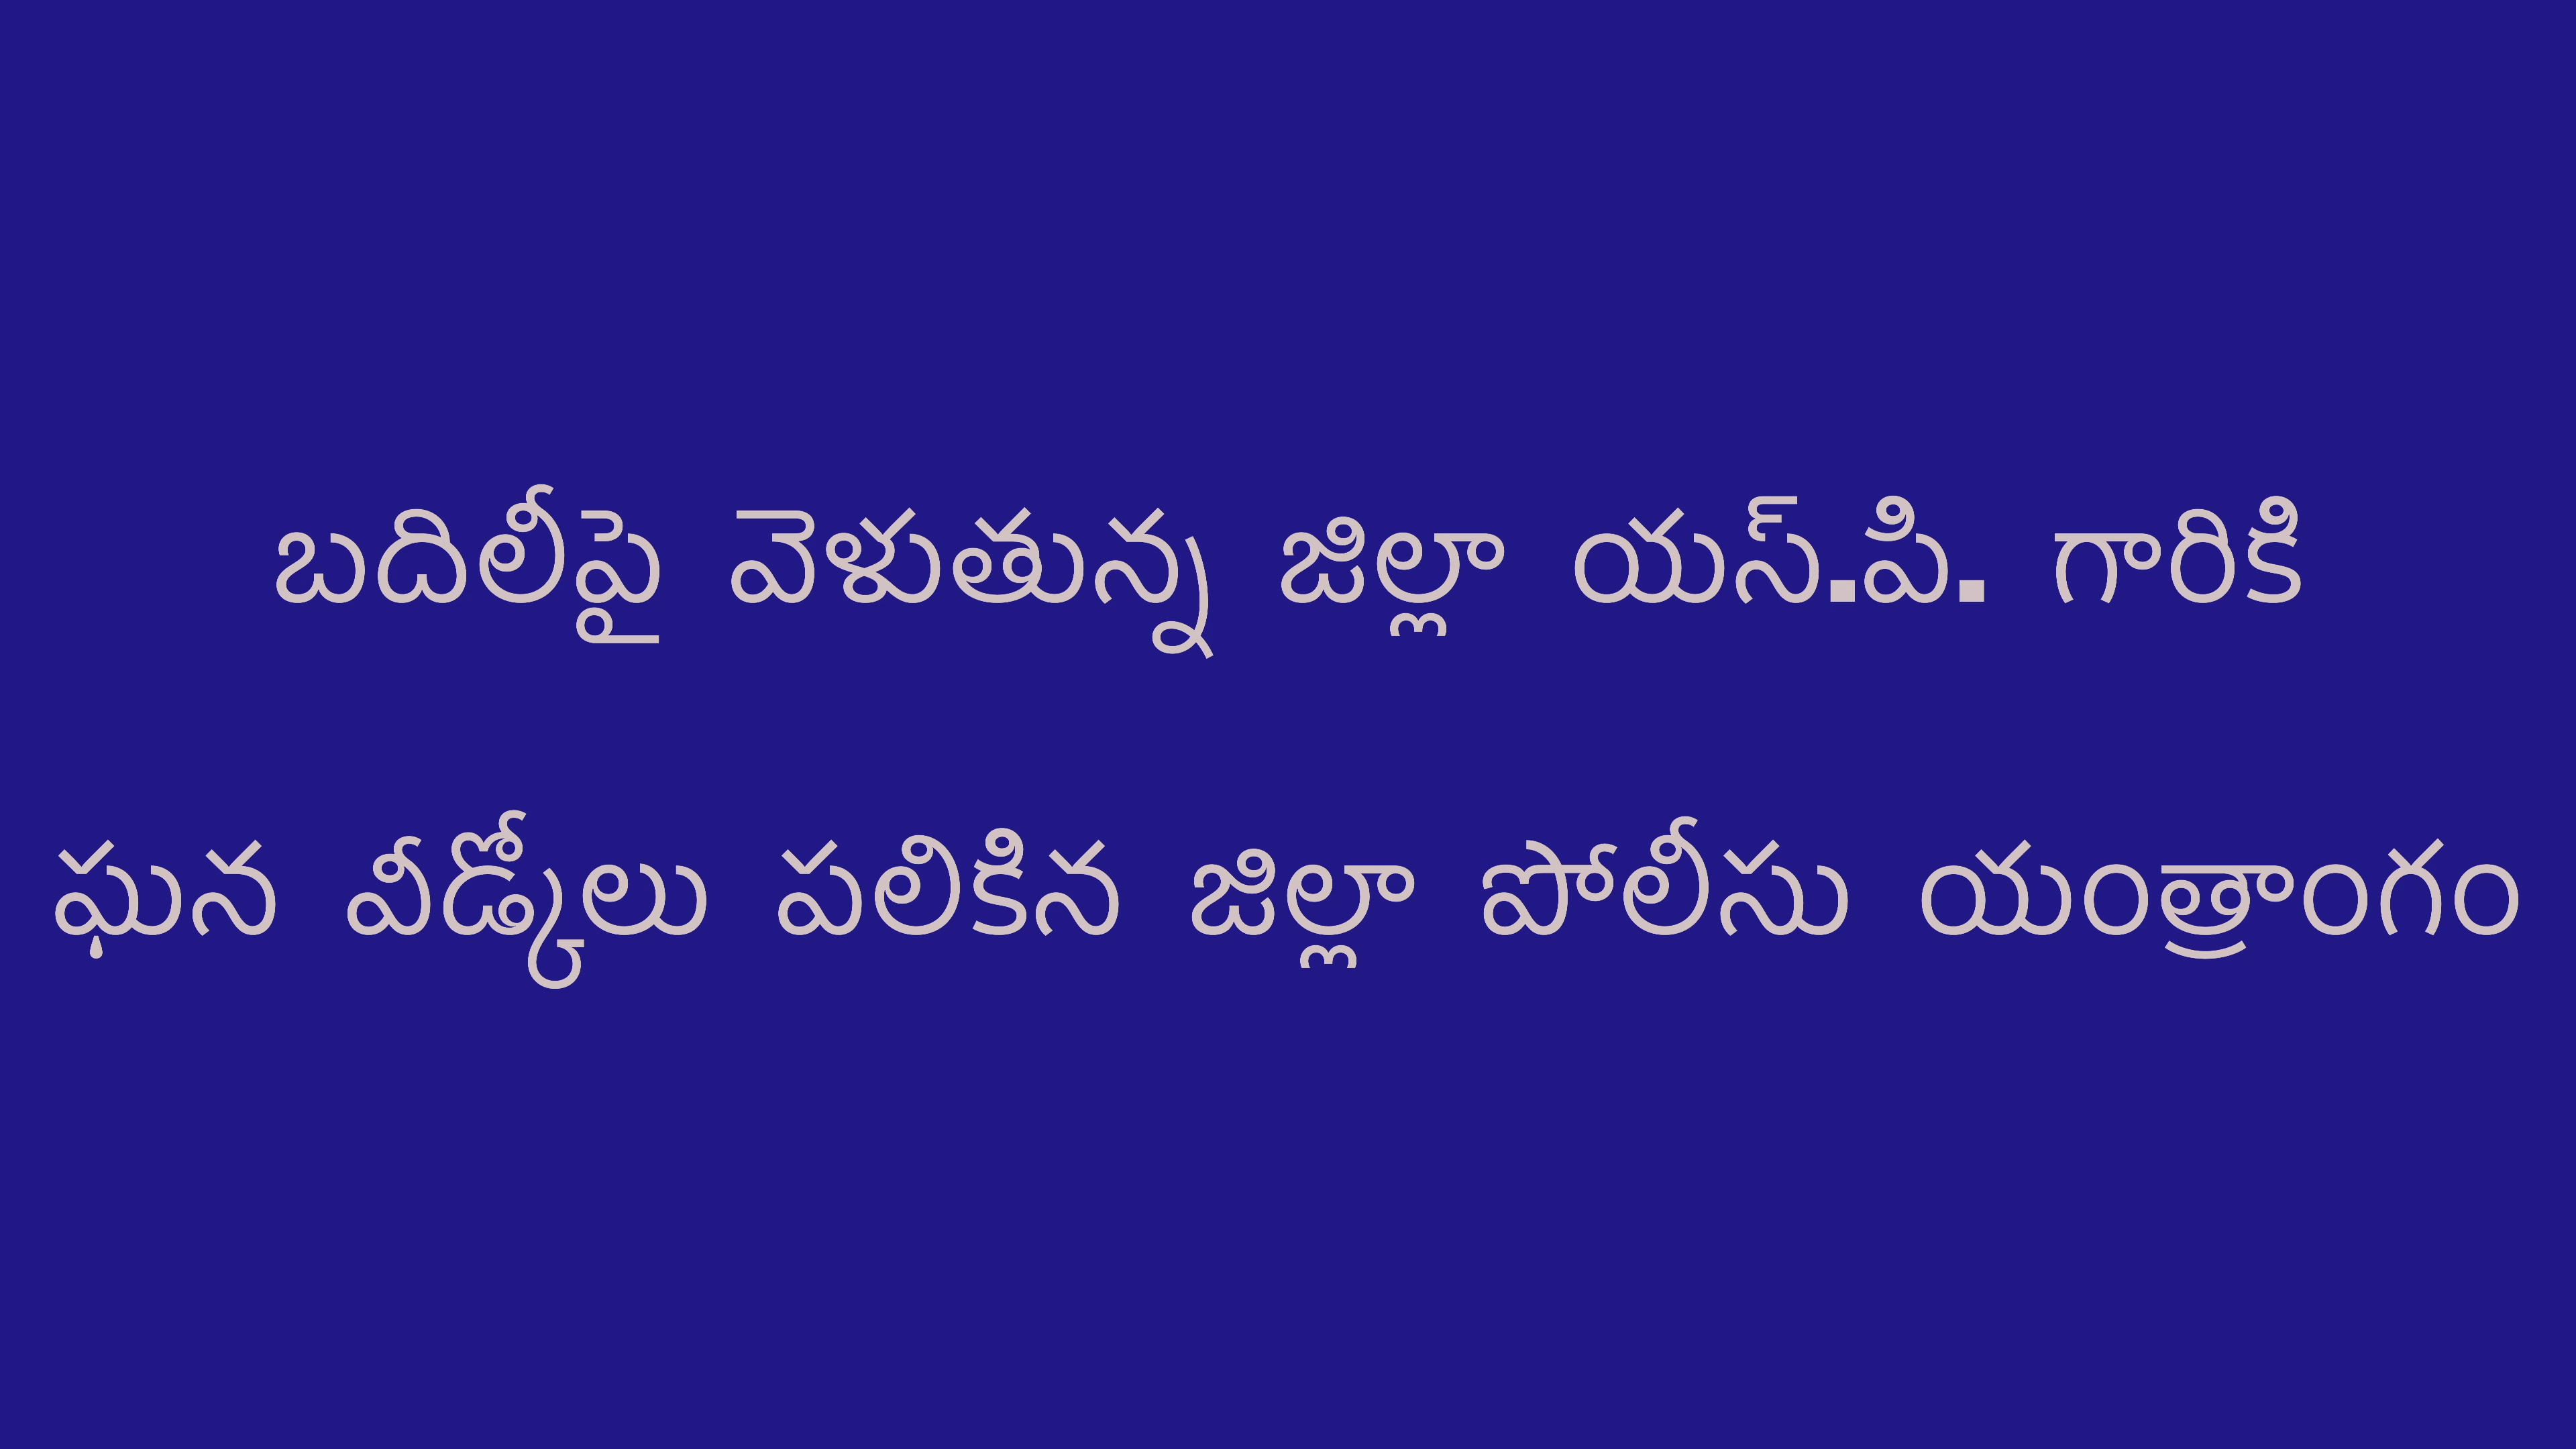 బదిలీపై వెళుతున్న జిల్లా యస్.పి. గారికి
ఘన వీడ్కోలు పలికిన జిల్లా పోలీసు యంత్రాంగం